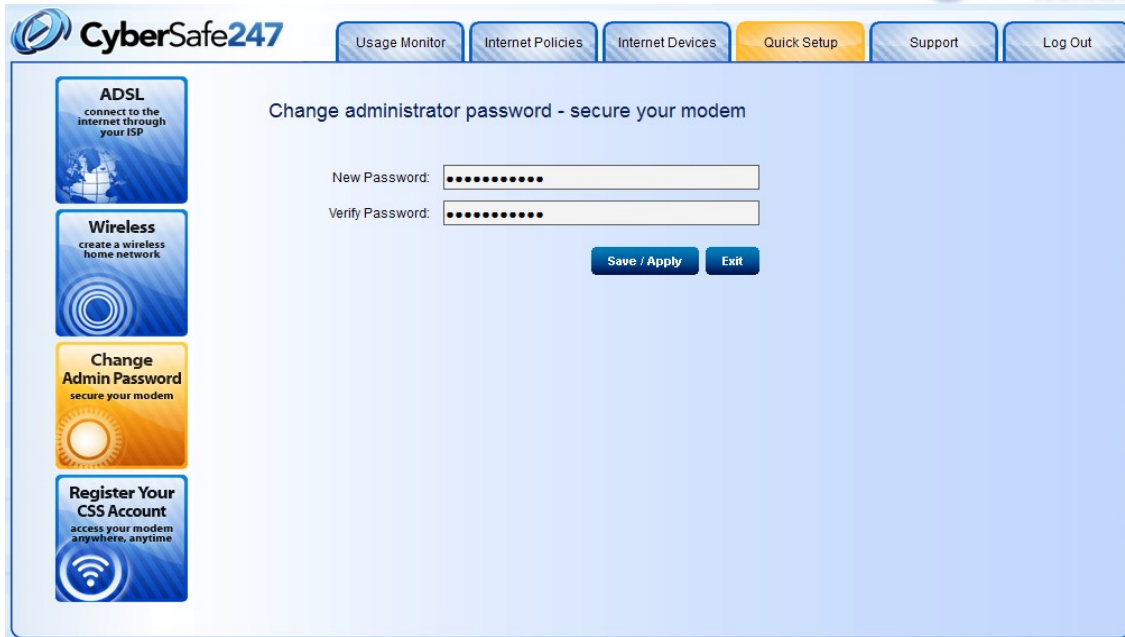 CyberSafe247
Usage Monitor
Internet Policies
Internet Devices
Quick Setup
Support
Log Out
ADSL
connect to the
internet through
your ISP
Wireless
create a wireless
home network
Change
Admin Password
secure your modem
Register Your
CSS Account
access your modem
anywhere, anytime
Change administrator password - secure your modem
New Password: ●●●●●●●●●●●
Verify Password: ●●●●●●●●●●●
Save / Apply
Exit